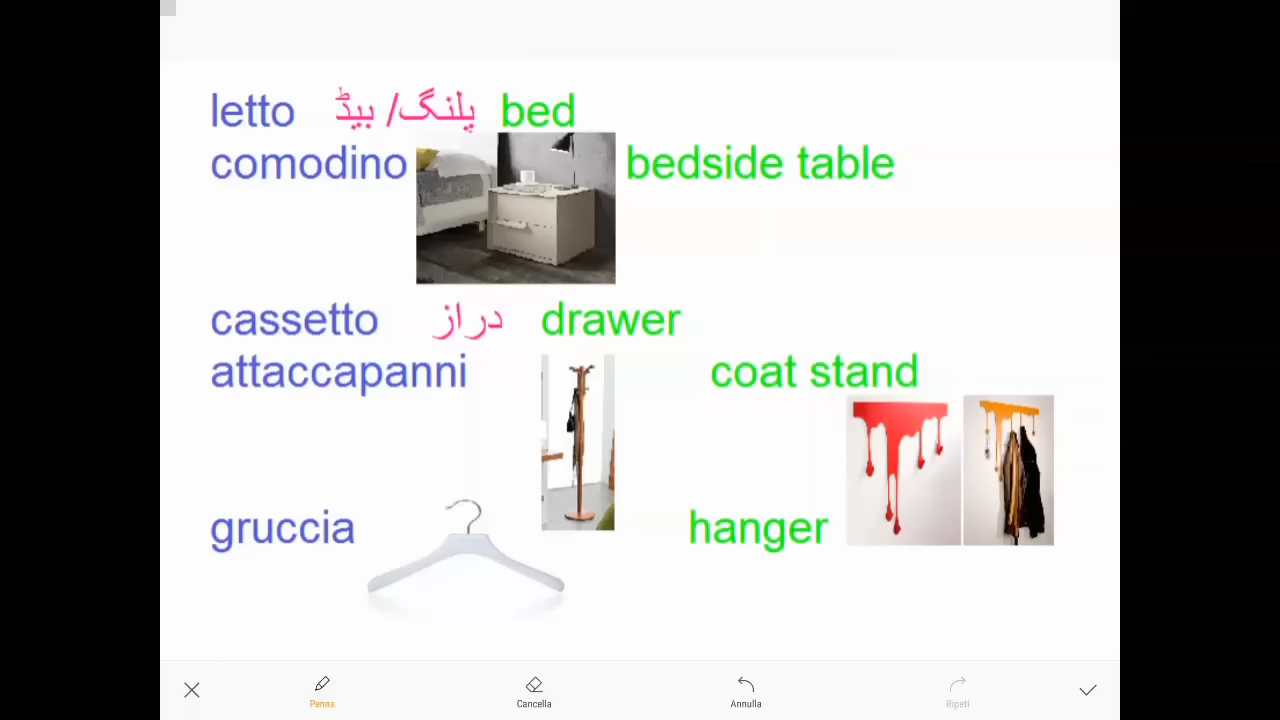 letto پلنگ/ بیڈ bed
comodino bedside table
cassetto دراز drawer
attaccapanni coat stand
gruccia hanger
Penna Cancella Annulla Ripeti